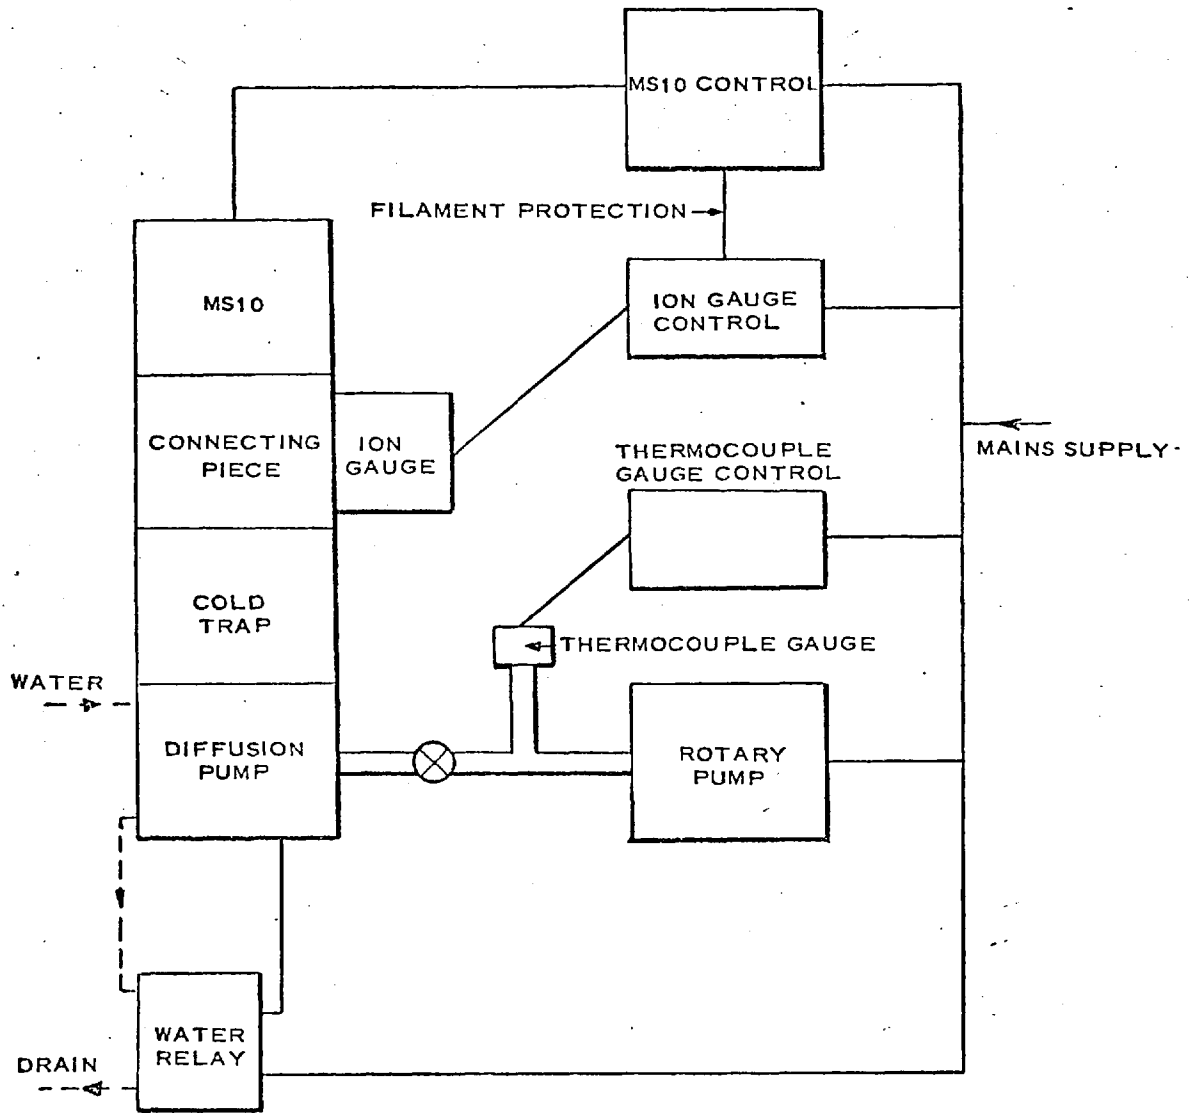 MS10 CONTROL
FILAMENT PROTECTION
MS10
ION GAUGE
CONTROL
CONNECTING
PIECE
ION
GAUGE
MAINS SUPPLY
THERMOCOUPLE
GAUGE CONTROL
COLD
TRAP
THERMOCOUPLE GAUGE
WATER
DIFFUSION
PUMP
ROTARY
PUMP
WATER
RELAY
DRAIN